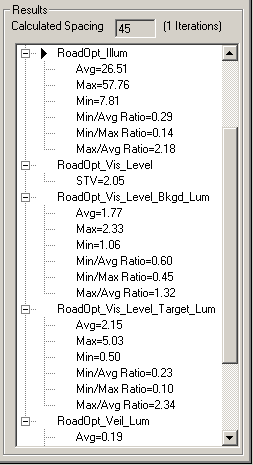 Results
Calculated Spacing 45 (1 Iterations)
RoadOpt_Illum
Avg=26.51
Max=57.76
Min=7.81
Min/Avg Ratio=0.29
Min/Max Ratio=0.14
Max/Avg Ratio=2.18
RoadOpt_Vis_Level
STV=2.05
RoadOpt_Vis_Level_Bkgd_Lum
Avg=1.77
Max=2.33
Min=1.06
Min/Avg Ratio=0.60
Min/Max Ratio=0.45
Max/Avg Ratio=1.32
RoadOpt_Vis_Level_Target_Lum
Avg=2.15
Max=5.03
Min=0.50
Min/Avg Ratio=0.23
Min/Max Ratio=0.10
Max/Avg Ratio=2.34
RoadOpt_Veil_Lum
Avg=0.19